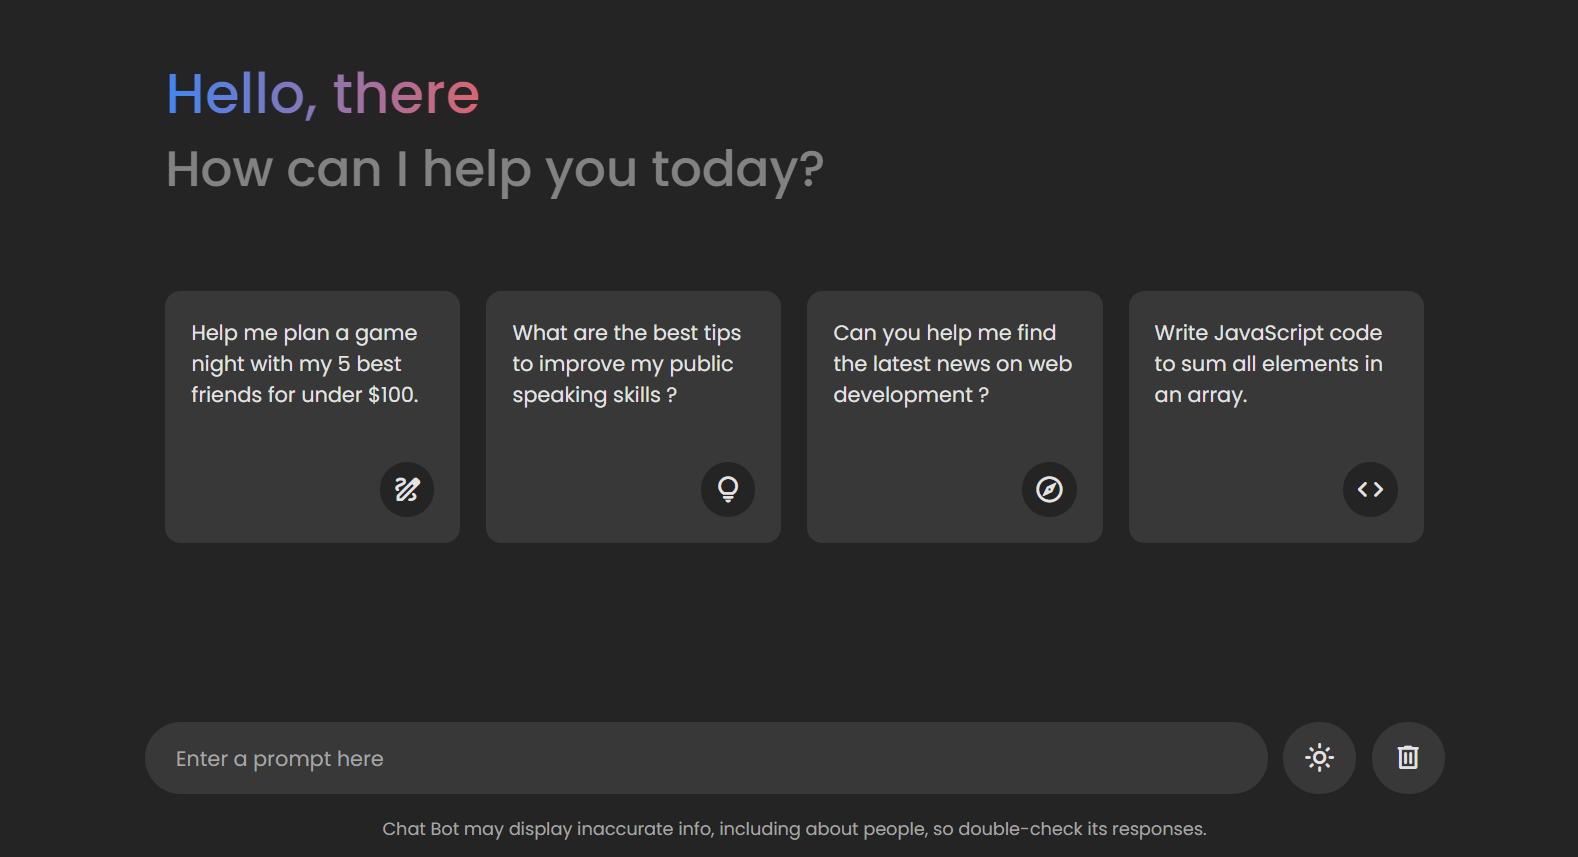 Hello, there
How can I help you today?
Help me plan a game
night with my 5 best
friends for under $100.
What are the best tips
to improve my public
speaking skills ?
Can you help me find
the latest news on web
development ?
Write JavaScript code
to sum all elements in
an array.
Enter a prompt here
Chat Bot may display inaccurate info, including about people, so double-check its responses.